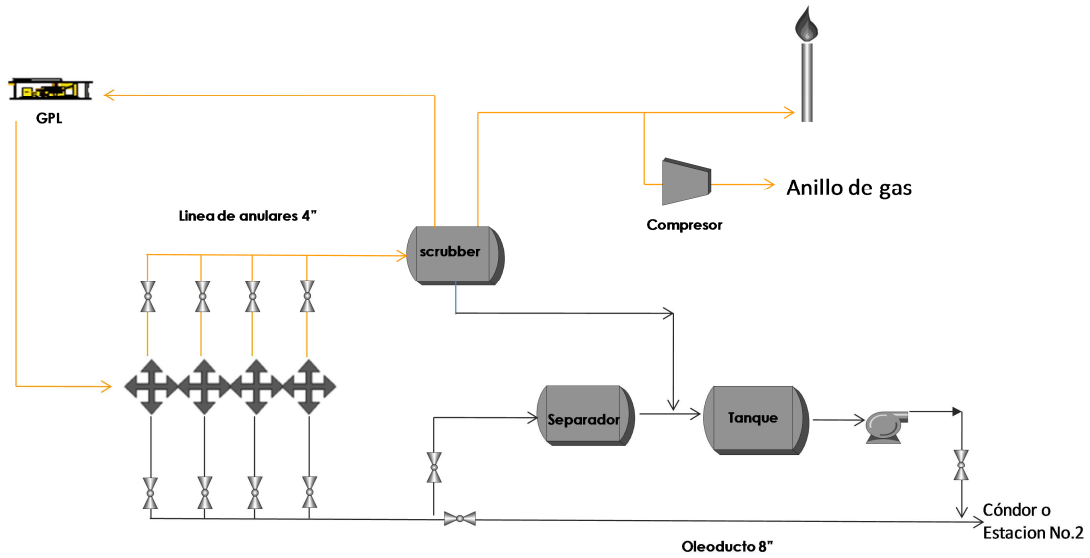 GPL
Linea de anulares 4”
scrubber
Compresor
Anillo de gas
Separador
Tanque
Cóndor o
Estacion No.2
Oleoducto 8”